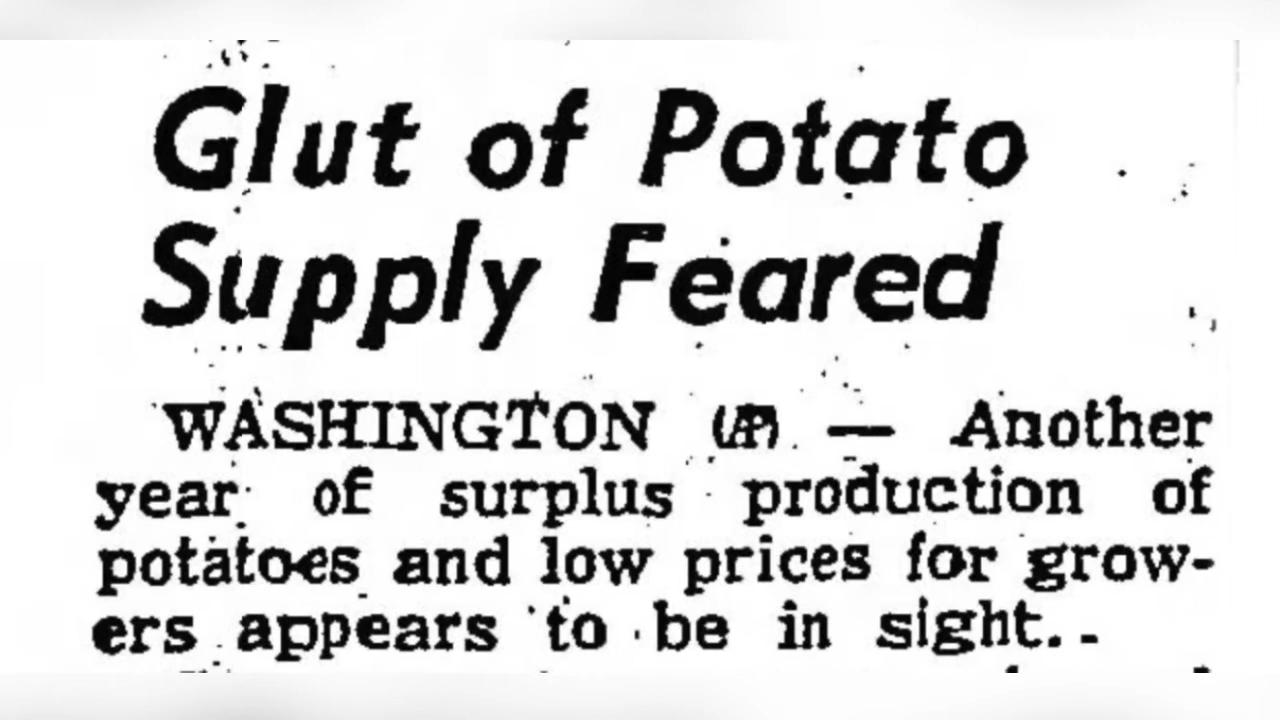 Glut of Potato
Supply Feared
WASHINGTON (AP) — Another
year of surplus production of
potatoes and low prices for grow-
ers appears to be in sight.